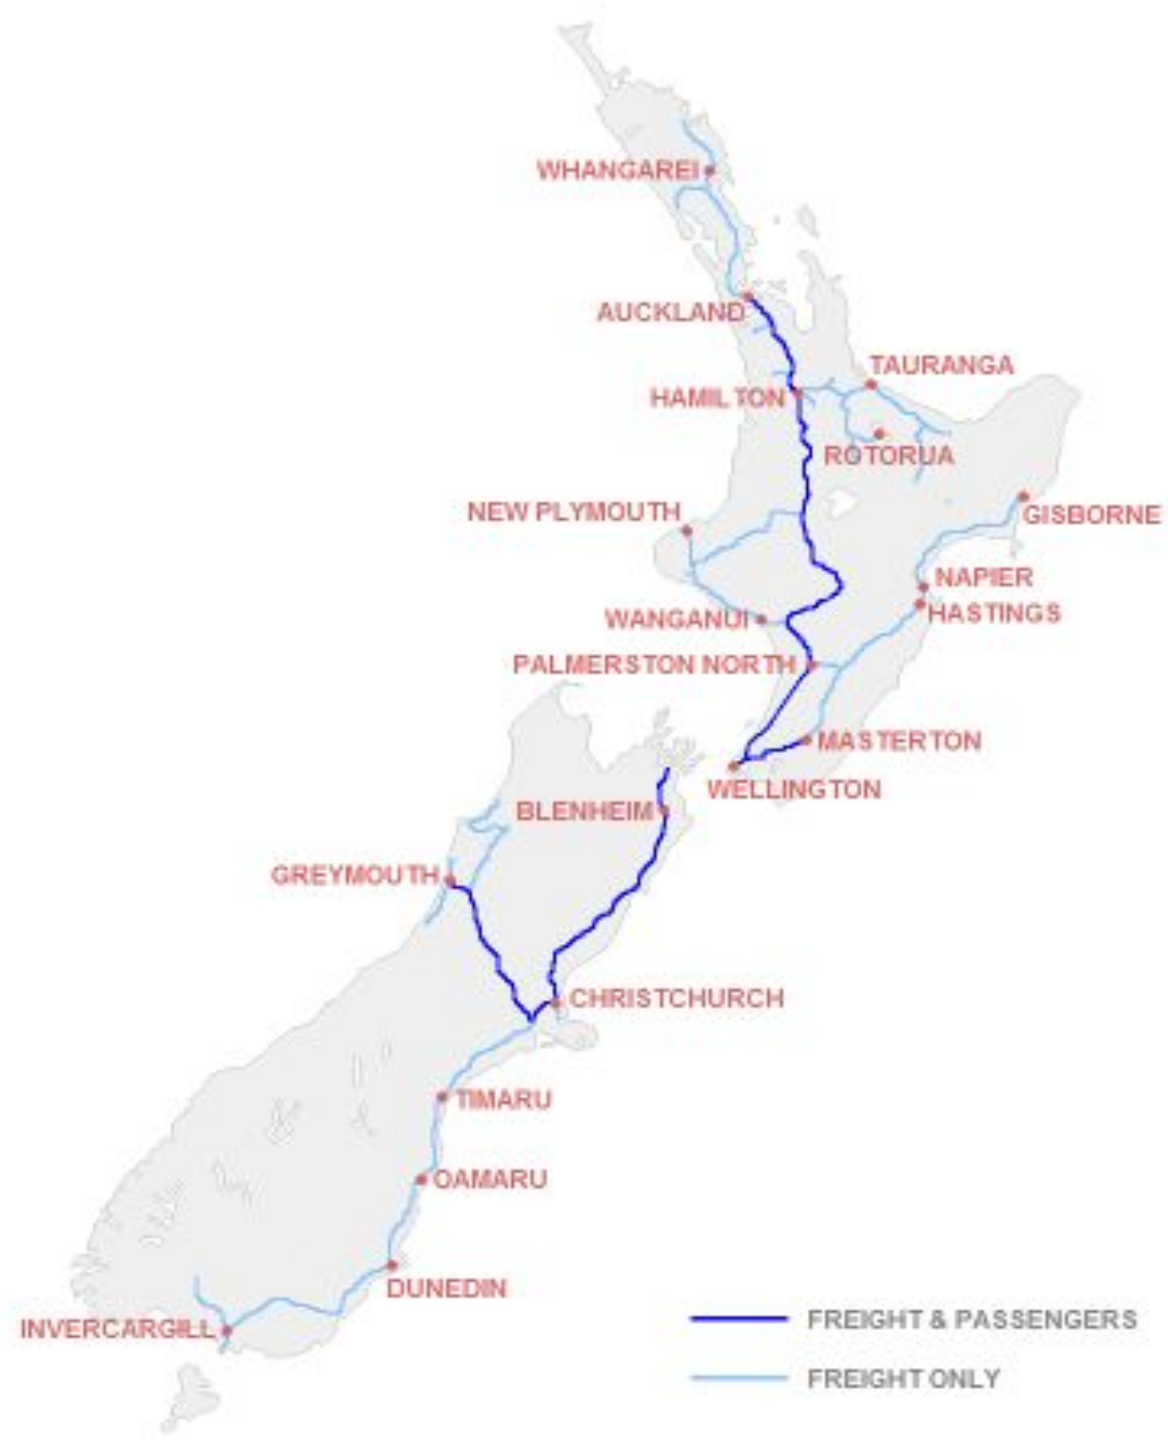 WHANGAREI
AUCKLAND
TAURANGA
HAMILTON
ROTORUA
NEW PLYMOUTH
GISBORNE
NAPIER
HASTINGS
WANGANUI
PALMERSTON NORTH
MASTERTON
WELLINGTON
BLENHEIM
GREYMOUTH
CHRISTCHURCH
TIMARU
OAMARU
DUNEDIN
INVERCARGILL
FREIGHT & PASSENGERS
FREIGHT ONLY